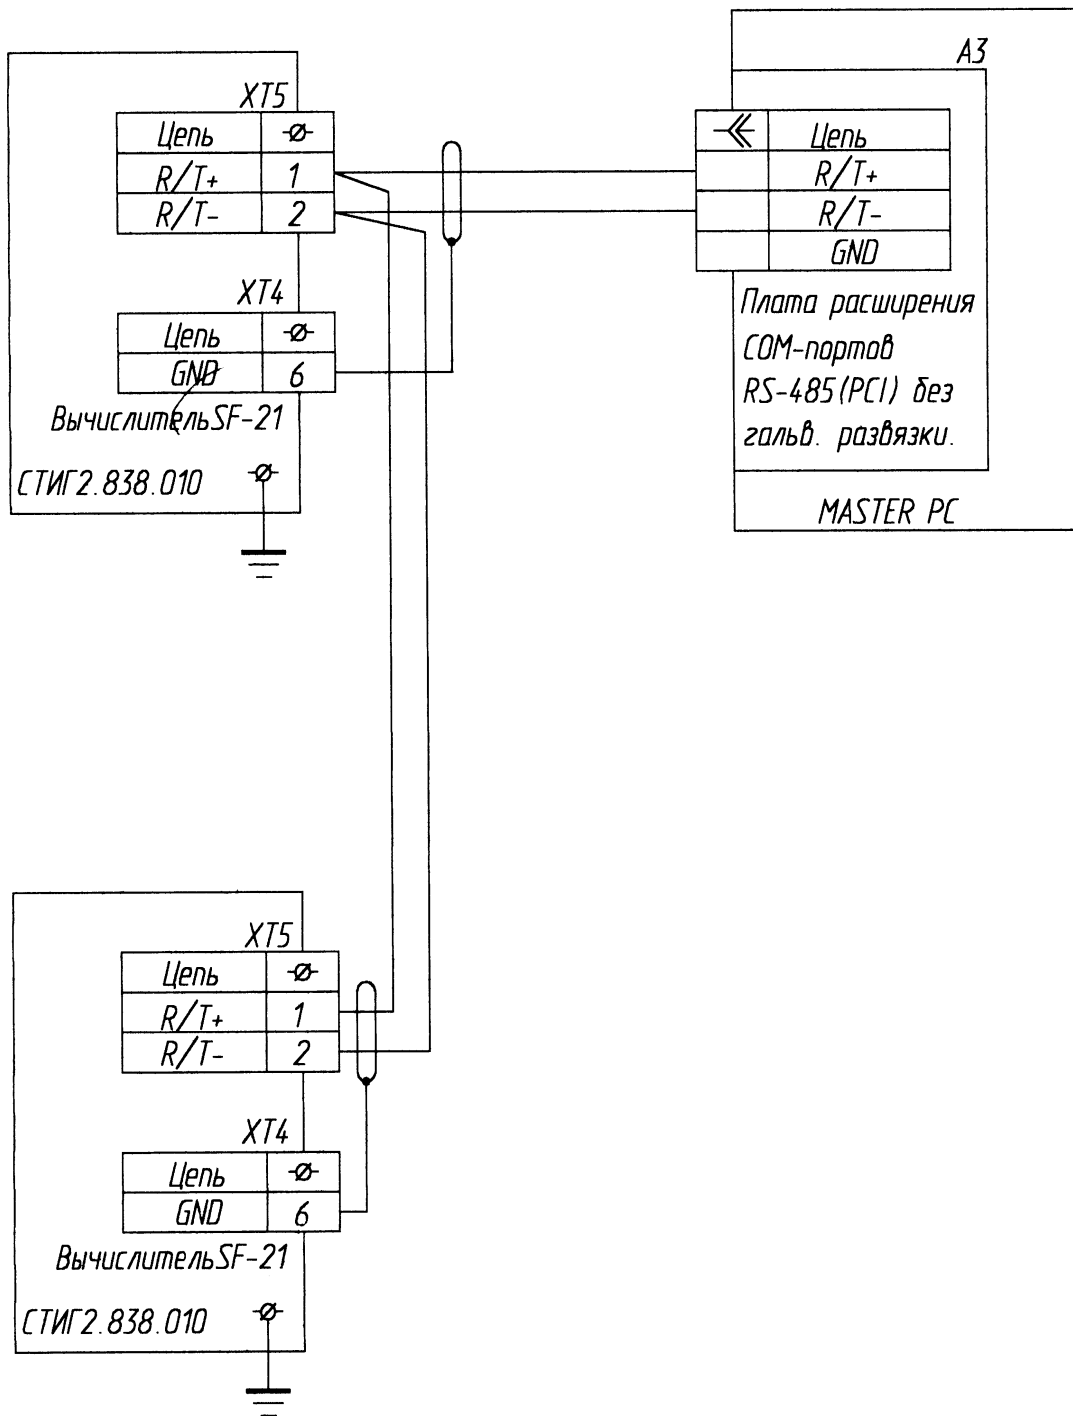 XT5
Цепь
R/T+ 1
R/T- 2
XT4
Цепь
GND 6
Вычислитель SF-21
СТИГ2.838.010
A3
Цепь
R/T+
R/T-
GND
Плата расширения
COM-портов
RS-485(PCI) без
гальв. развязки.
MASTER PC
XT5
Цепь
R/T+ 1
R/T- 2
XT4
Цепь
GND 6
Вычислитель SF-21
СТИГ2.838.010